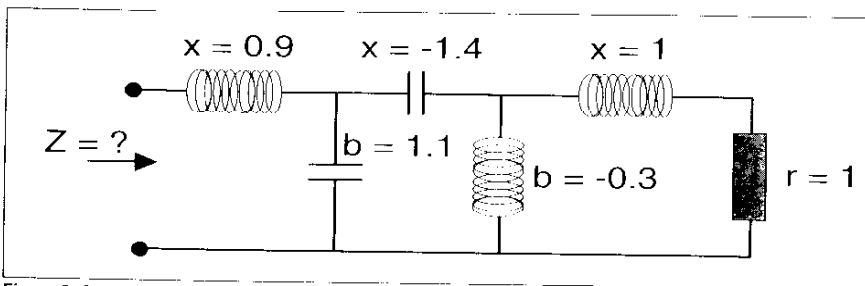 x = 0.9 x = -1.4 x = 1
Z = ? b = 1.1 b = -0.3 r = 1